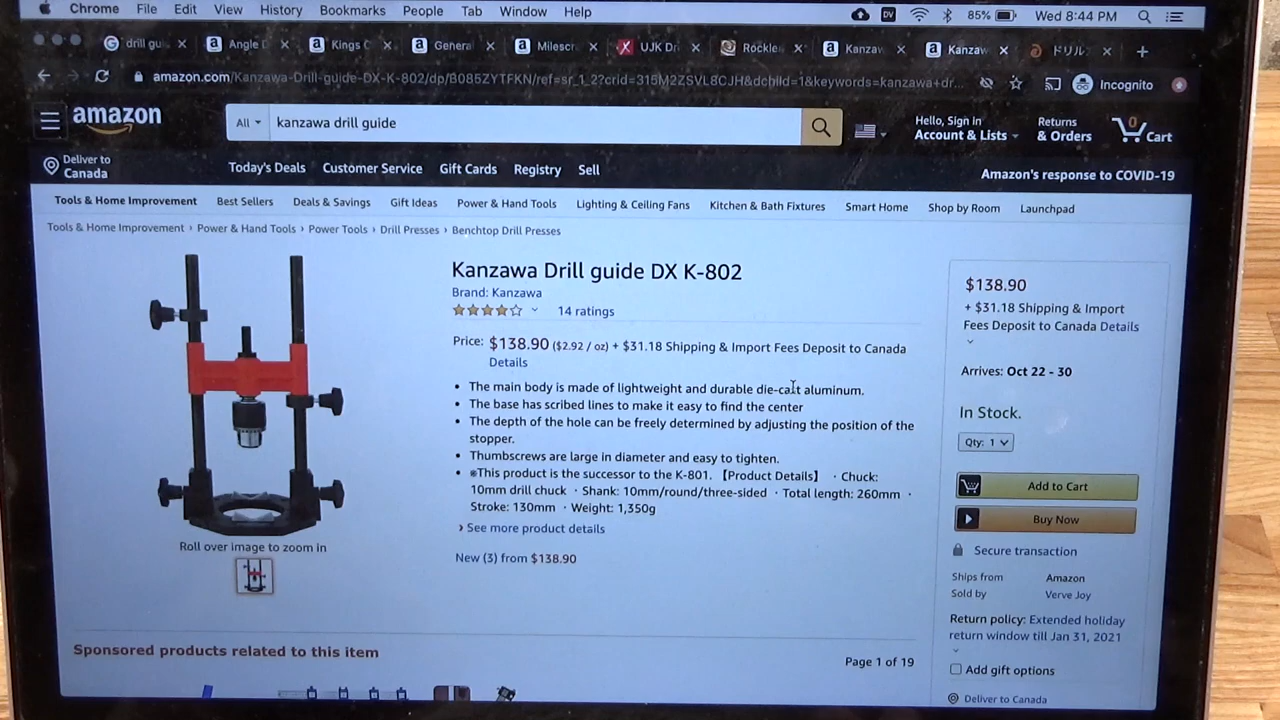 Chrome File Edit View History Bookmarks People Tab Window Help DV 85% Wed 8:44 PM
drill gu Angle D Kings C General Milescr UJK Dri Rockle Kanzaw Kanzaw ドリル
amazon.com/Kanzawa-Drill-guide-DX-K-802/dp/B085ZYTFKN/ref=sr_1_2?crid=315M2ZSVL8CJH&dchild=1&keywords=kanzawa+dr... Incognito
amazon All kanzawa drill guide Hello, Sign in Account & Lists Returns & Orders 0 Cart
Deliver to
Canada
Today's Deals Customer Service Gift Cards Registry Sell Amazon's response to COVID-19
Tools & Home Improvement Best Sellers Deals & Savings Gift Ideas Power & Hand Tools Lighting & Ceiling Fans Kitchen & Bath Fixtures Smart Home Shop by Room Launchpad
Tools & Home Improvement › Power & Hand Tools › Power Tools › Drill Presses › Benchtop Drill Presses
Roll over image to zoom in
Kanzawa Drill guide DX K-802
Brand: Kanzawa
14 ratings
Price: $138.90 ($2.92 / oz) + $31.18 Shipping & Import Fees Deposit to Canada
Details
• The main body is made of lightweight and durable die-cast aluminum.
• The base has scribed lines to make it easy to find the center
• The depth of the hole can be freely determined by adjusting the position of the
stopper.
• Thumbscrews are large in diameter and easy to tighten.
• ※This product is the successor to the K-801. 【Product Details】 ・Chuck:
10mm drill chuck ・Shank: 10mm/round/three-sided ・Total length: 260mm ・
Stroke: 130mm ・Weight: 1,350g
› See more product details
New (3) from $138.90
$138.90
+ $31.18 Shipping & Import
Fees Deposit to Canada Details
Arrives: Oct 22 - 30
In Stock.
Qty: 1
Add to Cart
Buy Now
Secure transaction
Ships from Amazon
Sold by Verve Joy
Return policy: Extended holiday
return window till Jan 31, 2021
Add gift options
Deliver to Canada
Sponsored products related to this item
Page 1 of 19